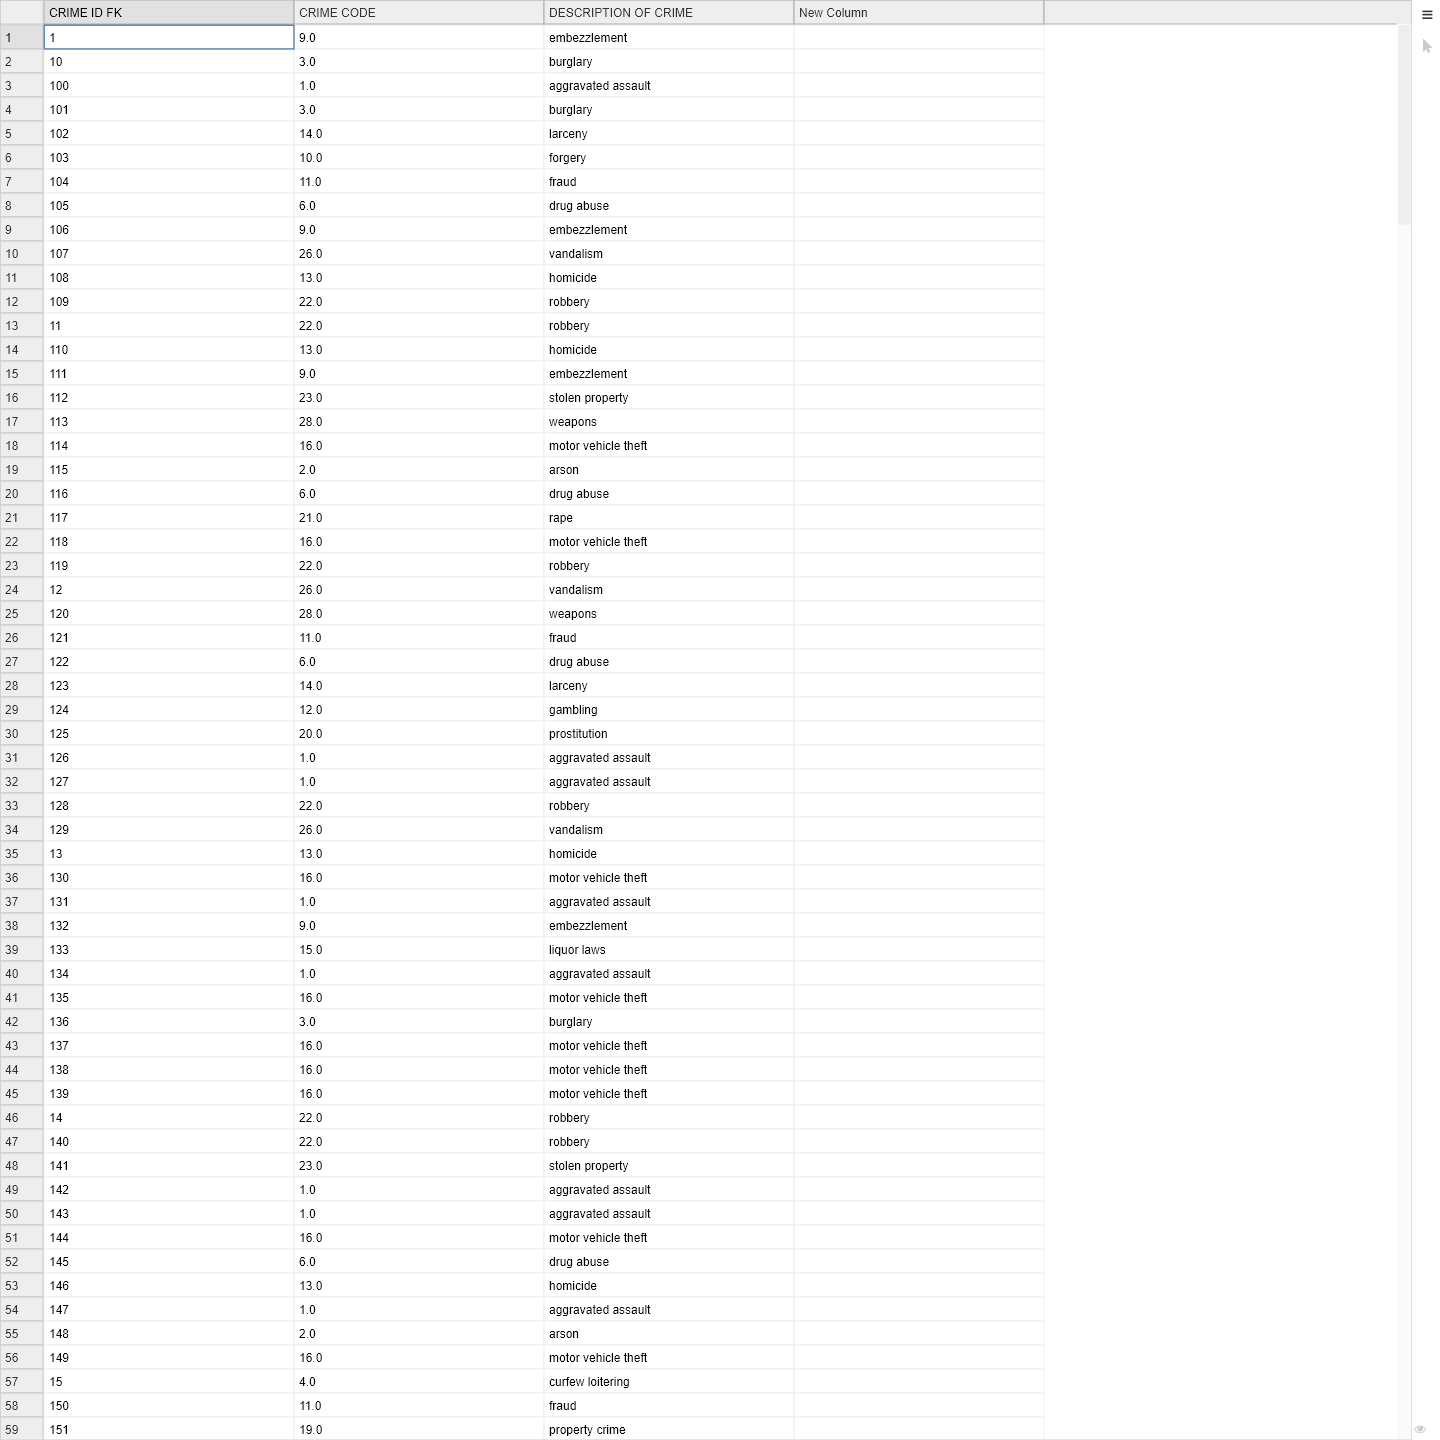 CRIME ID FK CRIME CODE DESCRIPTION OF CRIME New Column
1 1 9.0 embezzlement
2 10 3.0 burglary
3 100 1.0 aggravated assault
4 101 3.0 burglary
5 102 14.0 larceny
6 103 10.0 forgery
7 104 11.0 fraud
8 105 6.0 drug abuse
9 106 9.0 embezzlement
10 107 26.0 vandalism
11 108 13.0 homicide
12 109 22.0 robbery
13 11 22.0 robbery
14 110 13.0 homicide
15 111 9.0 embezzlement
16 112 23.0 stolen property
17 113 28.0 weapons
18 114 16.0 motor vehicle theft
19 115 2.0 arson
20 116 6.0 drug abuse
21 117 21.0 rape
22 118 16.0 motor vehicle theft
23 119 22.0 robbery
24 12 26.0 vandalism
25 120 28.0 weapons
26 121 11.0 fraud
27 122 6.0 drug abuse
28 123 14.0 larceny
29 124 12.0 gambling
30 125 20.0 prostitution
31 126 1.0 aggravated assault
32 127 1.0 aggravated assault
33 128 22.0 robbery
34 129 26.0 vandalism
35 13 13.0 homicide
36 130 16.0 motor vehicle theft
37 131 1.0 aggravated assault
38 132 9.0 embezzlement
39 133 15.0 liquor laws
40 134 1.0 aggravated assault
41 135 16.0 motor vehicle theft
42 136 3.0 burglary
43 137 16.0 motor vehicle theft
44 138 16.0 motor vehicle theft
45 139 16.0 motor vehicle theft
46 14 22.0 robbery
47 140 22.0 robbery
48 141 23.0 stolen property
49 142 1.0 aggravated assault
50 143 1.0 aggravated assault
51 144 16.0 motor vehicle theft
52 145 6.0 drug abuse
53 146 13.0 homicide
54 147 1.0 aggravated assault
55 148 2.0 arson
56 149 16.0 motor vehicle theft
57 15 4.0 curfew loitering
58 150 11.0 fraud
59 151 19.0 property crime